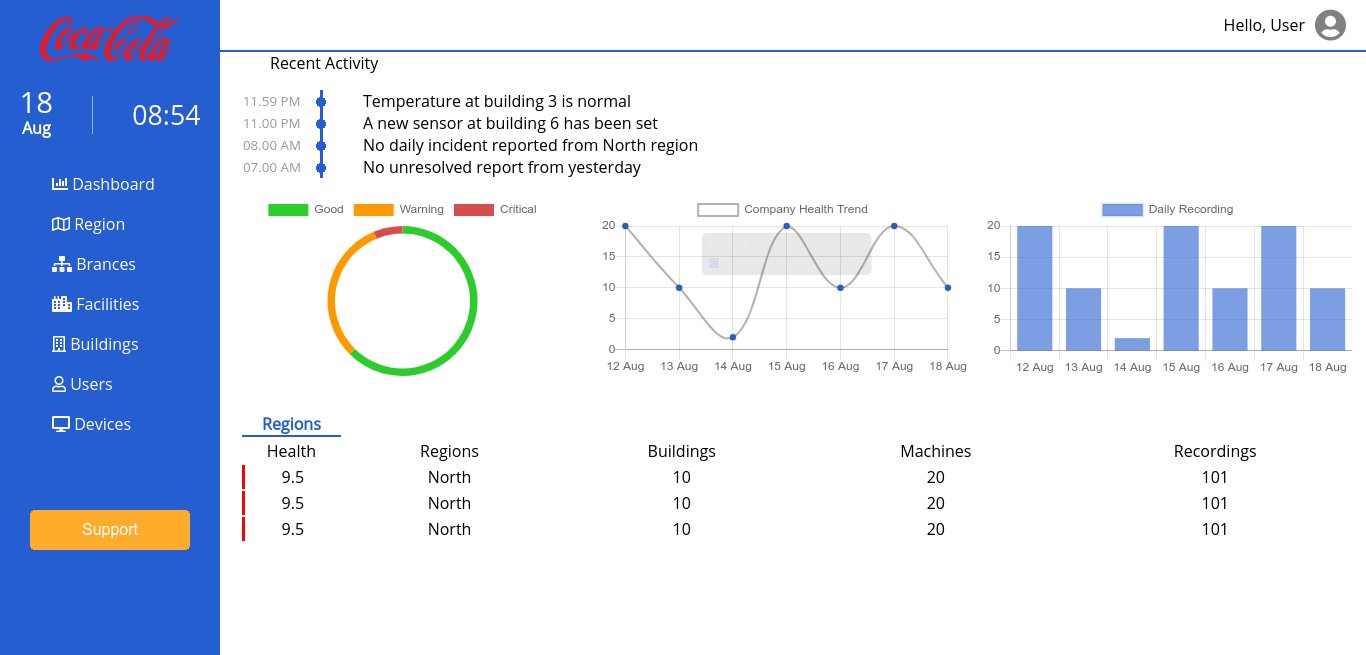 Coca-Cola
Hello, User
18
Aug
08:54
Dashboard
Region
Brances
Facilities
Buildings
Users
Devices
Support
Recent Activity
11.59 PM Temperature at building 3 is normal
11.00 PM A new sensor at building 6 has been set
08.00 AM No daily incident reported from North region
07.00 AM No unresolved report from yesterday
Good Warning Critical
Company Health Trend
20
15
10
5
0
12 Aug 13 Aug 14 Aug 15 Aug 16 Aug 17 Aug 18 Aug
Daily Recording
20
15
10
5
0
12 Aug 13 Aug 14 Aug 15 Aug 16 Aug 17 Aug 18 Aug
Regions
Health Regions Buildings Machines Recordings
9.5 North 10 20 101
9.5 North 10 20 101
9.5 North 10 20 101